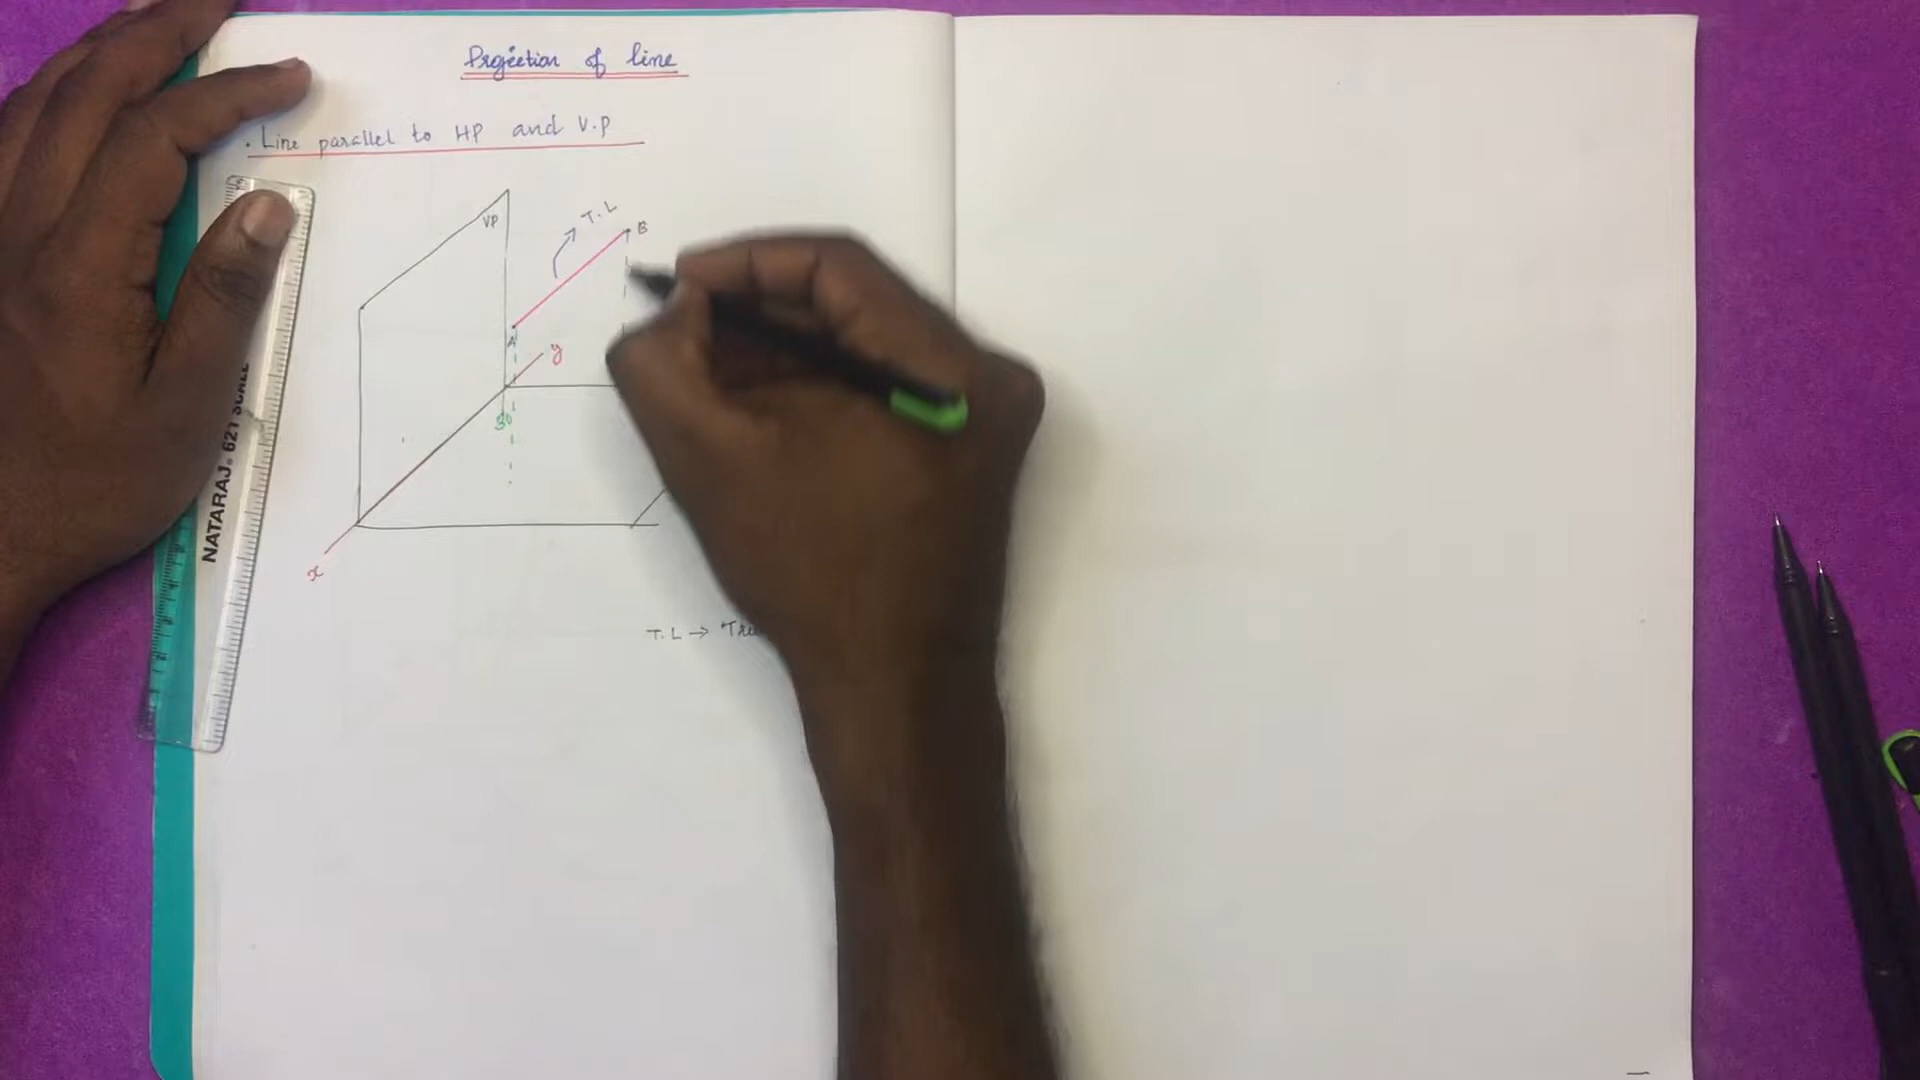 Projection of line
. Line parallel to HP and V.P
VP
T.L
B
A
y
30
x
T.L →
NATARAJ 621 SCALE